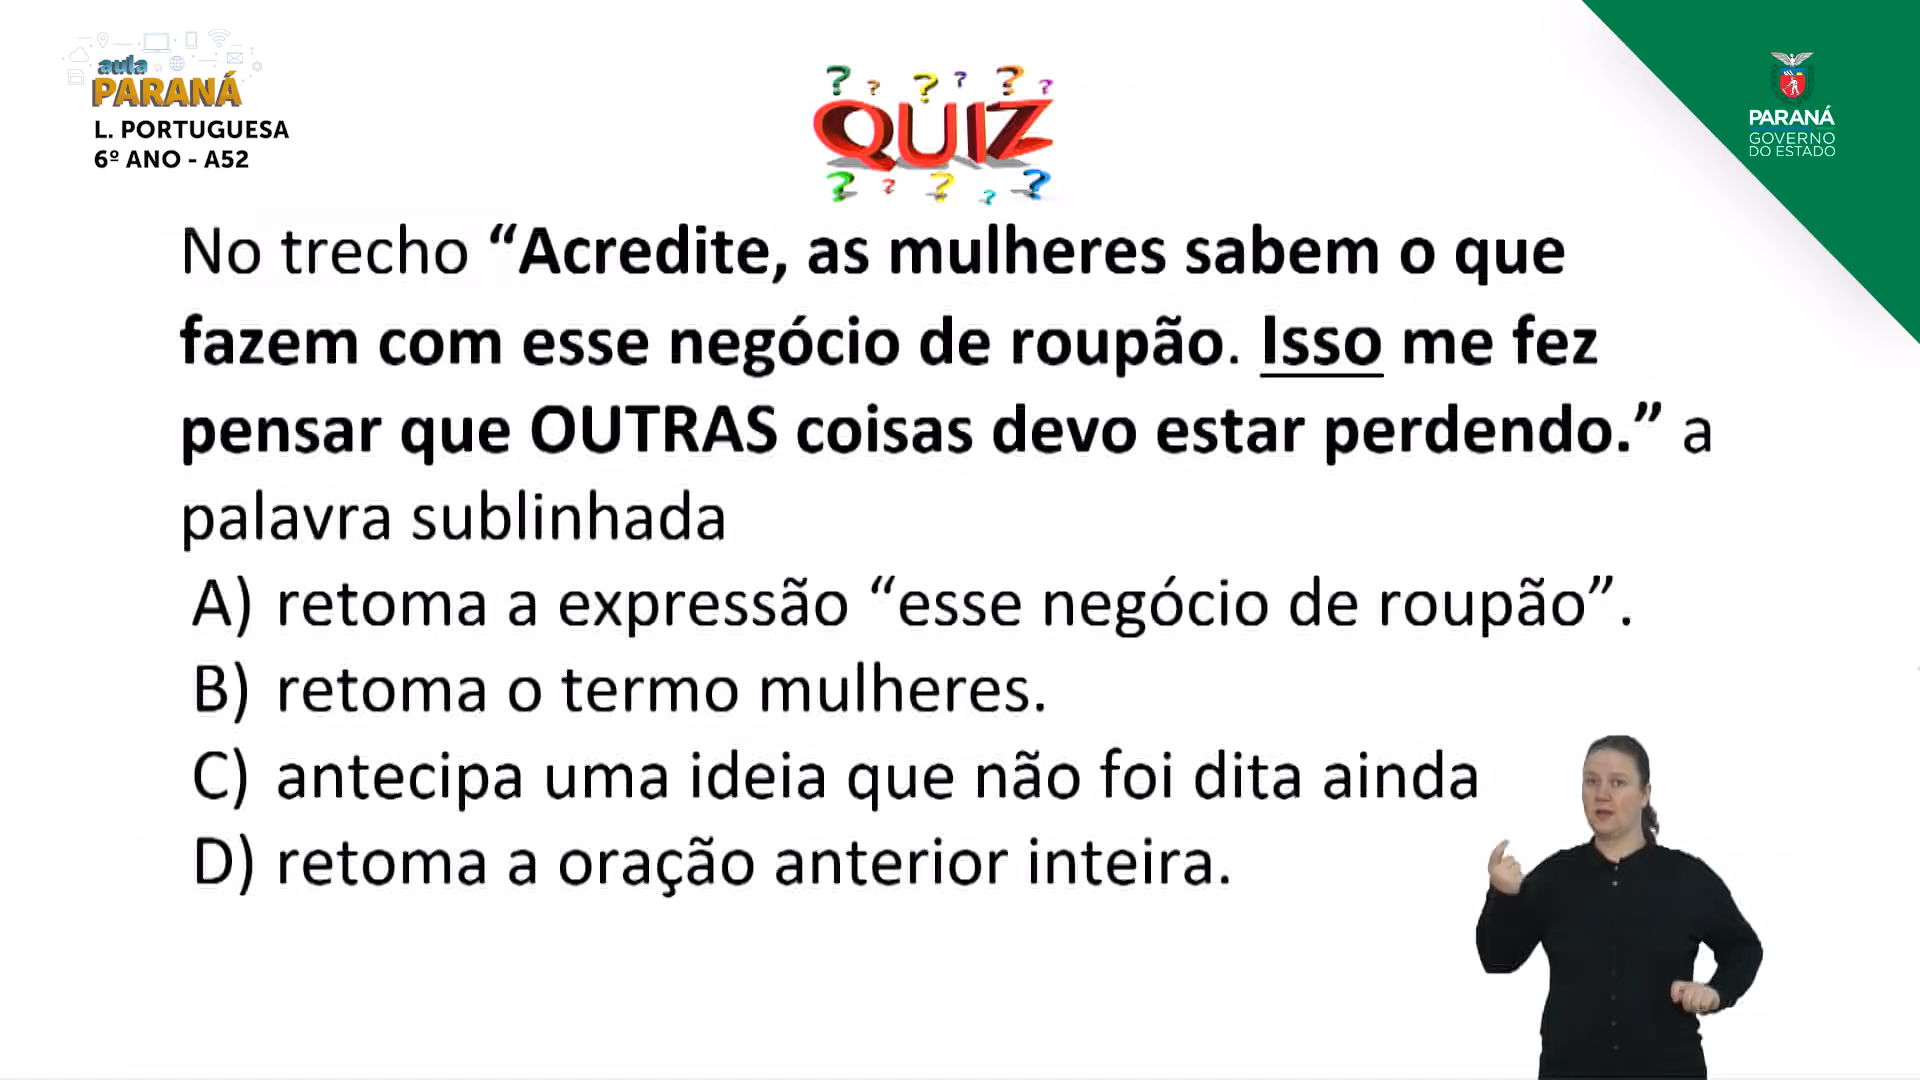 aula
PARANÁ
L. PORTUGUESA
6º ANO - A52
? ? ? ? ? ?
QUIZ
? ? ? ? ?
PARANÁ
GOVERNO
DO ESTADO
No trecho “Acredite, as mulheres sabem o que
fazem com esse negócio de roupão. Isso me fez
pensar que OUTRAS coisas devo estar perdendo.” a
palavra sublinhada
A) retoma a expressão “esse negócio de roupão”.
B) retoma o termo mulheres.
C) antecipa uma ideia que não foi dita ainda
D) retoma a oração anterior inteira.